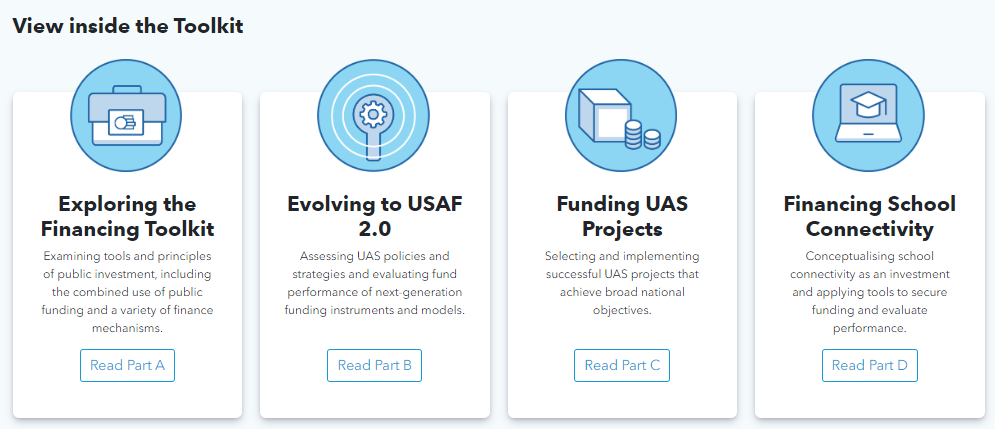 View inside the Toolkit
Exploring the
Financing Toolkit
Examining tools and principles
of public investment, including
the combined use of public
funding and a variety of finance
mechanisms.
Read Part A
Evolving to USAF
2.0
Assessing UAS policies and
strategies and evaluating fund
performance of next-generation
funding instruments and models.
Read Part B
Funding UAS
Projects
Selecting and implementing
successful UAS projects that
achieve broad national
objectives.
Read Part C
Financing School
Connectivity
Conceptualising school
connectivity as an investment
and applying tools to secure
funding and evaluate
performance.
Read Part D